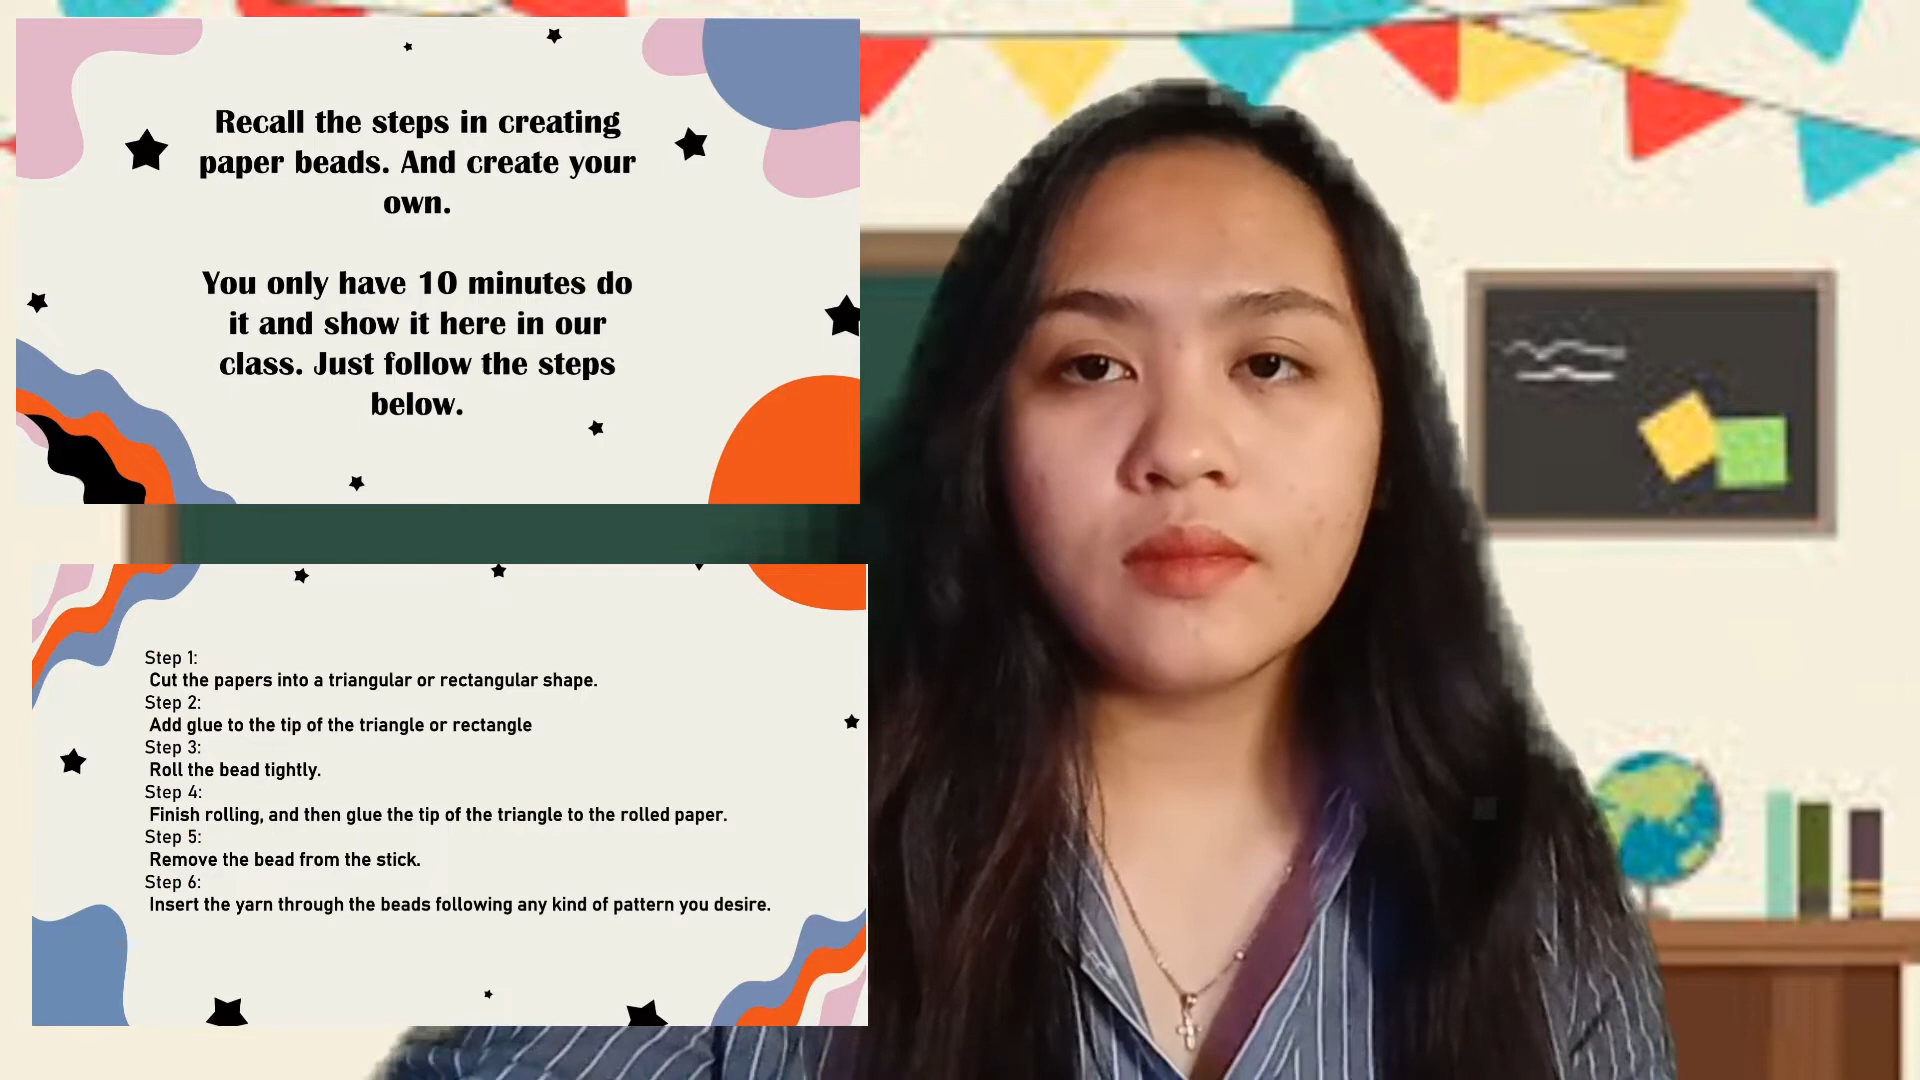 Recall the steps in creating
paper beads. And create your
own.
You only have 10 minutes do
it and show it here in our
class. Just follow the steps
below.
Step 1:
Cut the papers into a triangular or rectangular shape.
Step 2:
Add glue to the tip of the triangle or rectangle
Step 3:
Roll the bead tightly.
Step 4:
Finish rolling, and then glue the tip of the triangle to the rolled paper.
Step 5:
Remove the bead from the stick.
Step 6:
Insert the yarn through the beads following any kind of pattern you desire.